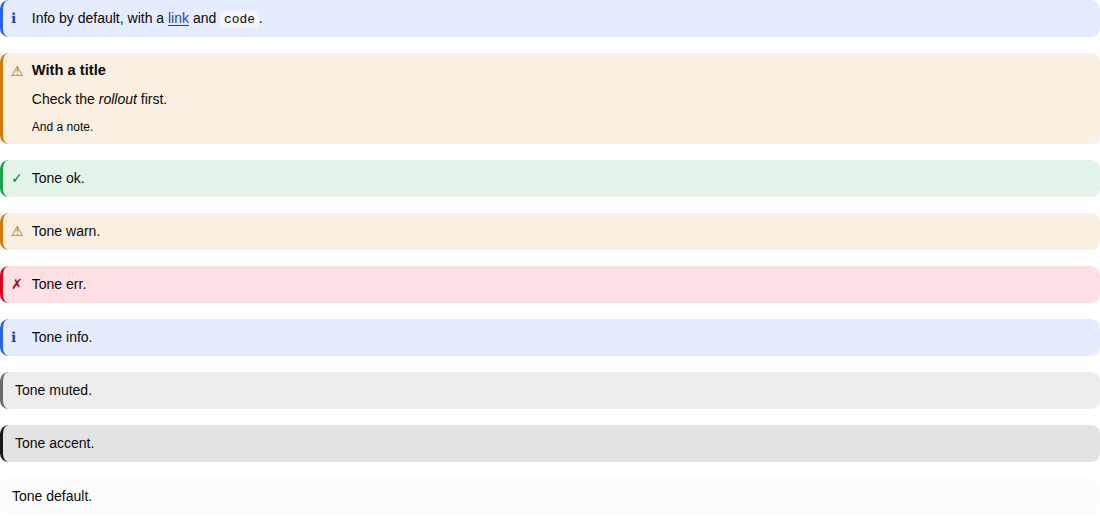 ℹ Info by default, with a link and code.
⚠ With a title
Check the rollout first.
And a note.
✓ Tone ok.
⚠ Tone warn.
✗ Tone err.
ℹ Tone info.
Tone muted.
Tone accent.
Tone default.